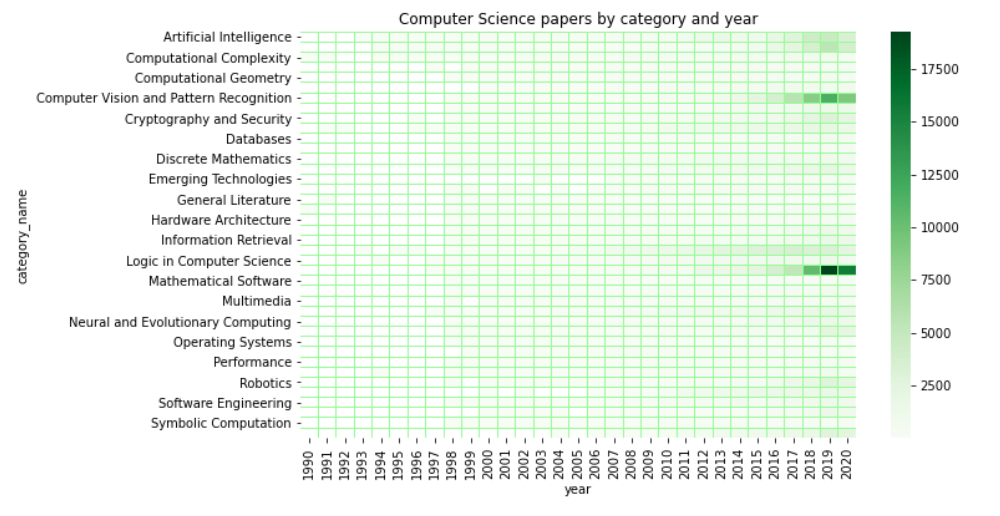 Computer Science papers by category and year
Artificial Intelligence
Computational Complexity
Computational Geometry
Computer Vision and Pattern Recognition
Cryptography and Security
Databases
Discrete Mathematics
Emerging Technologies
General Literature
Hardware Architecture
Information Retrieval
Logic in Computer Science
Mathematical Software
Multimedia
Neural and Evolutionary Computing
Operating Systems
Performance
Robotics
Software Engineering
Symbolic Computation
category_name
1990 1991 1992 1993 1994 1995 1996 1997 1998 1999 2000 2001 2002 2003 2004 2005 2006 2007 2008 2009 2010 2011 2012 2013 2014 2015 2016 2017 2018 2019 2020
year
17500
15000
12500
10000
7500
5000
2500